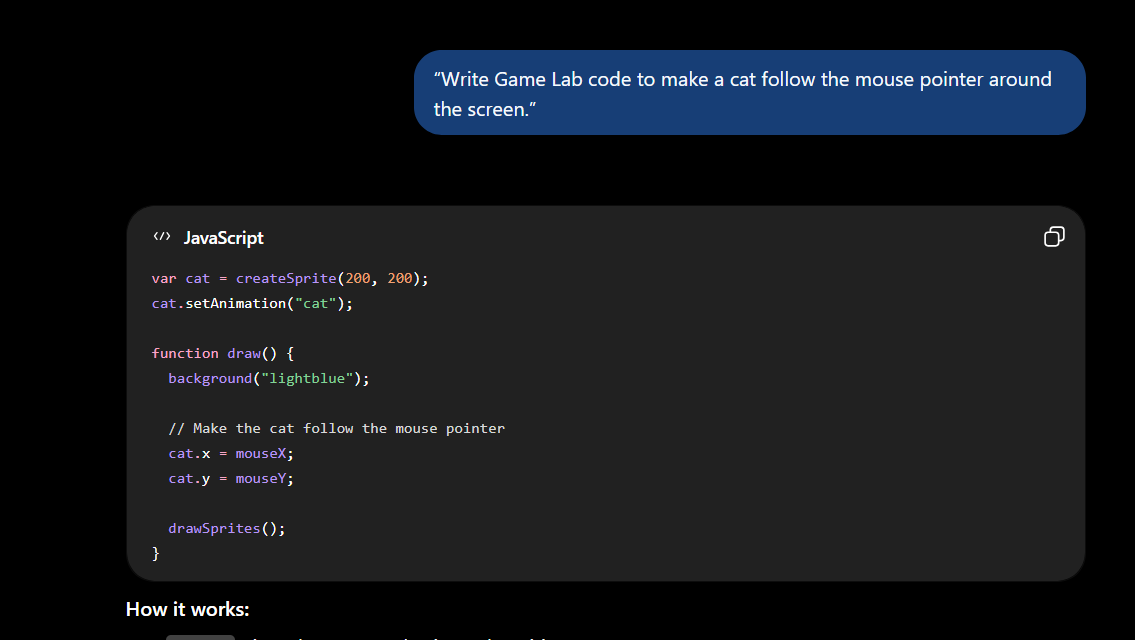 “Write Game Lab code to make a cat follow the mouse pointer around
the screen.”
JavaScript
var cat = createSprite(200, 200);
cat.setAnimation("cat");
function draw() {
background("lightblue");
// Make the cat follow the mouse pointer
cat.x = mouseX;
cat.y = mouseY;
drawSprites();
}
How it works: